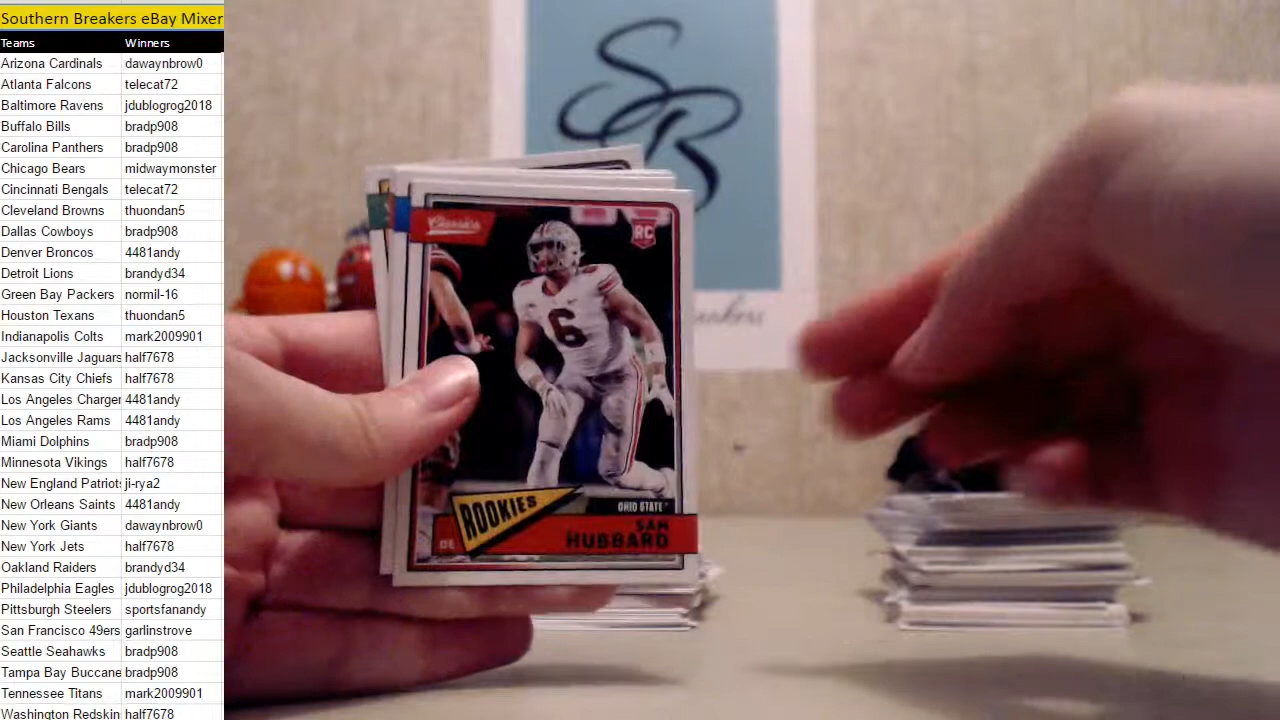 Southern Breakers eBay Mixer
Teams Winners
Arizona Cardinals dawaynbrow0
Atlanta Falcons telecat72
Baltimore Ravens jdublogrog2018
Buffalo Bills bradp908
Carolina Panthers bradp908
Chicago Bears midwaymonster
Cincinnati Bengals telecat72
Cleveland Browns thuondan5
Dallas Cowboys bradp908
Denver Broncos 4481andy
Detroit Lions brandyd34
Green Bay Packers normil-16
Houston Texans thuondan5
Indianapolis Colts mark2009901
Jacksonville Jaguars half7678
Kansas City Chiefs half7678
Los Angeles Charger 4481andy
Los Angeles Rams 4481andy
Miami Dolphins bradp908
Minnesota Vikings half7678
New England Patriots ji-rya2
New Orleans Saints 4481andy
New York Giants dawaynbrow0
New York Jets half7678
Oakland Raiders brandyd34
Philadelphia Eagles jdublogrog2018
Pittsburgh Steelers sportsfanandy
San Francisco 49ers garlinstrove
Seattle Seahawks bradp908
Tampa Bay Buccane bradp908
Tennessee Titans mark2009901
Washington Redskin half7678
SR
Classics
RC
6
ROOKIES
OHIO STATE
DE
SAM
HUBBARD